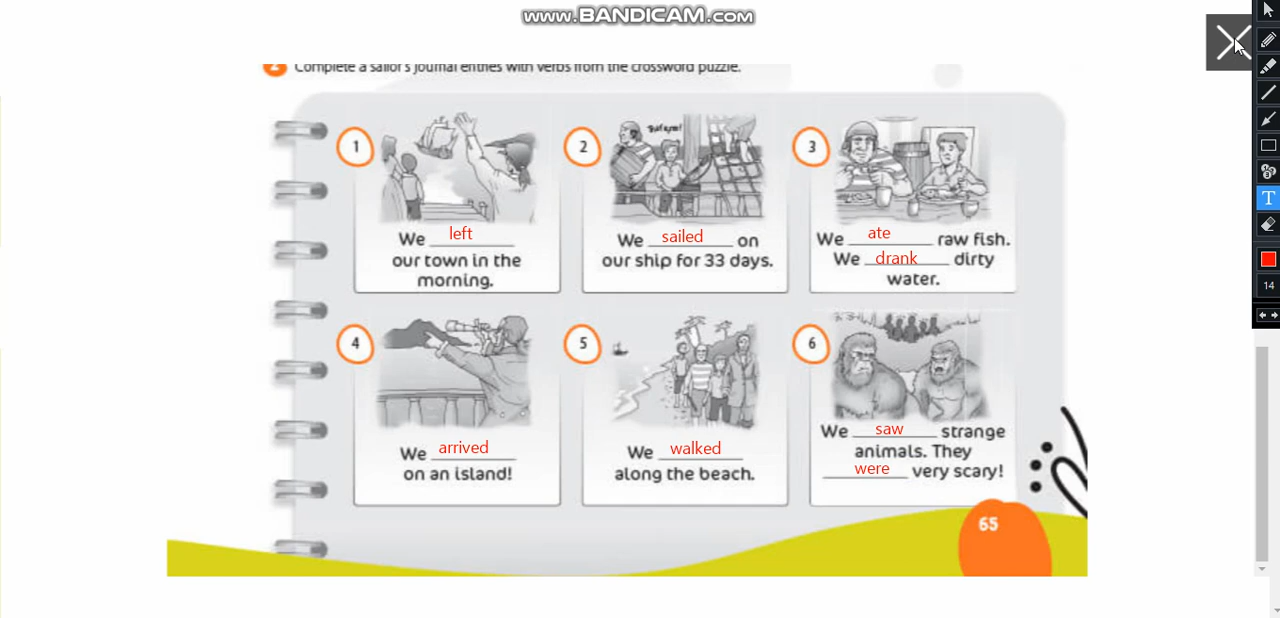 www.BANDICAM.com
2 Complete a sailor's journal entries with verbs from the crossword puzzle.
1
We left
our town in the
morning.
2
We sailed on
our ship for 33 days.
3
We ate raw fish.
We drank dirty
water.
4
We arrived
on an island!
5
We walked
along the beach.
6
We saw strange
animals. They
were very scary!
65
T
14